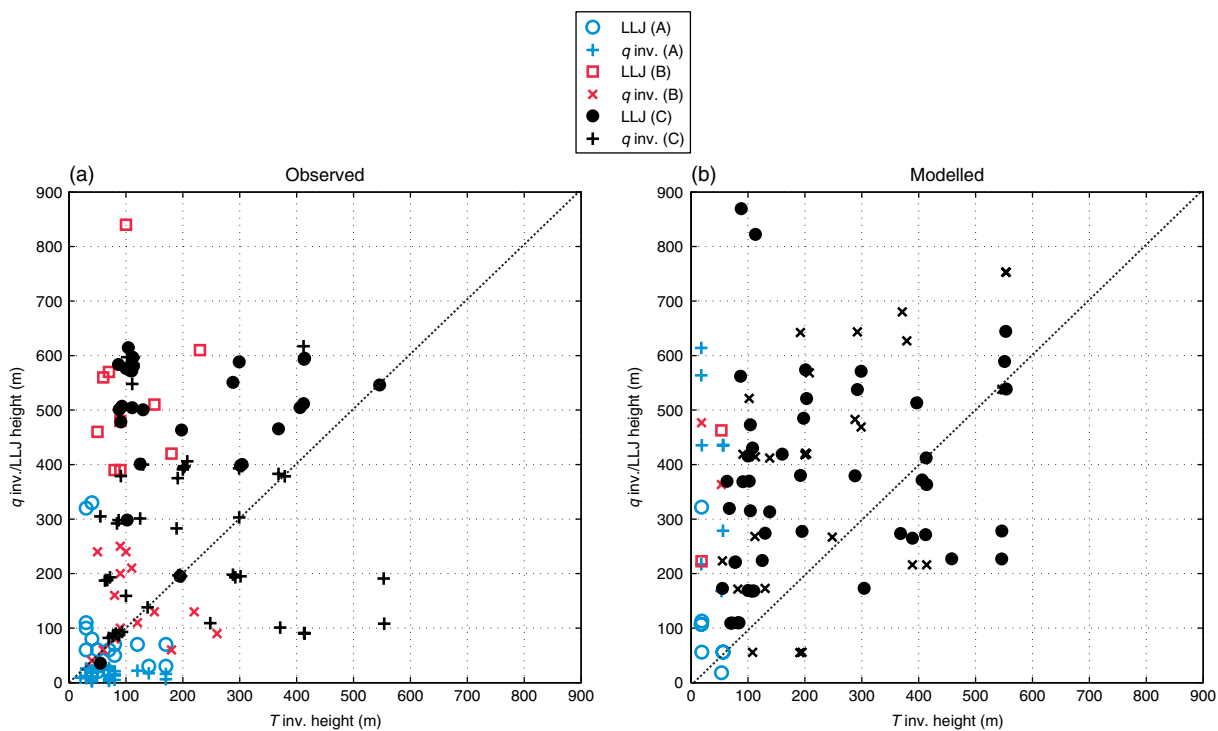 LLJ (A)
q inv. (A)
LLJ (B)
q inv. (B)
LLJ (C)
q inv. (C)
(a)
Observed
900
800
700
600
500
400
300
200
100
0
0 100 200 300 400 500 600 700 800 900
q inv./LLJ height (m)
T inv. height (m)
(b)
Modelled
900
800
700
600
500
400
300
200
100
0
0 100 200 300 400 500 600 700 800 900
q inv./LLJ height (m)
T inv. height (m)